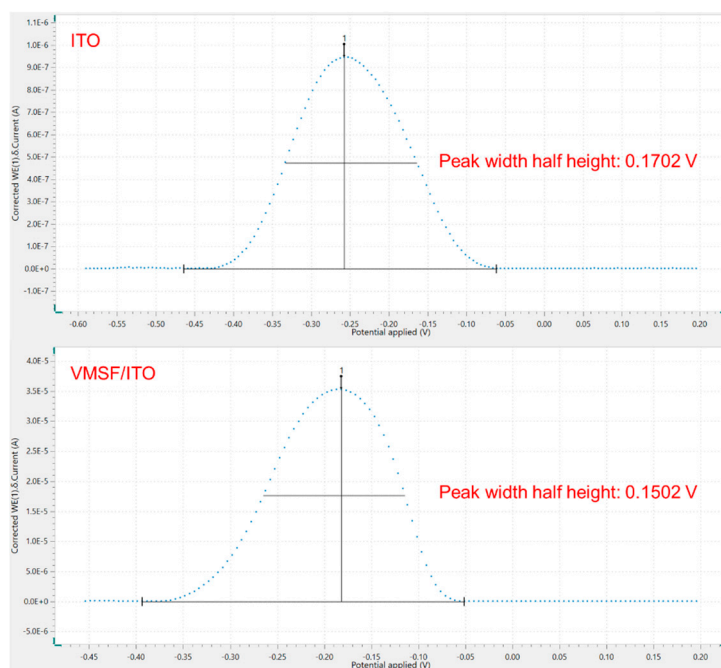 ITO
1
Peak width half height: 0.1702 V
Corrected WE(1).δ.Current (A)
1.1E-6
1.0E-6
9.0E-7
8.0E-7
7.0E-7
6.0E-7
5.0E-7
4.0E-7
3.0E-7
2.0E-7
1.0E-7
0.0E+0
-1.0E-7
-0.60 -0.55 -0.50 -0.45 -0.40 -0.35 -0.30 -0.25 -0.20 -0.15 -0.10 -0.05 0.00 0.05 0.10 0.15 0.20
Potential applied (V)
VMSF/ITO
1
Peak width half height: 0.1502 V
Corrected WE(1).δ.Current (A)
4.0E-5
3.5E-5
3.0E-5
2.5E-5
2.0E-5
1.5E-5
1.0E-5
5.0E-6
0.0E+0
-5.0E-6
-0.45 -0.40 -0.35 -0.30 -0.25 -0.20 -0.15 -0.10 -0.05 0.00 0.05 0.10 0.15 0.20
Potential applied (V)